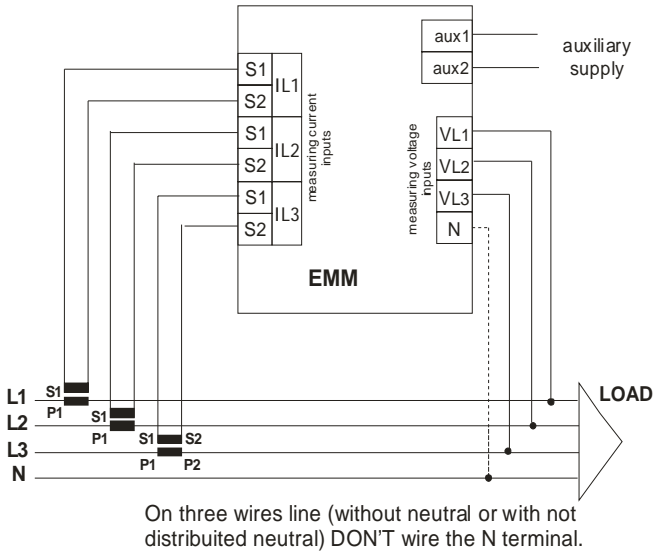 aux1
auxiliary
aux2
supply
S1
IL1
S2
S1
IL2
S2
S1
IL3
S2
measuring current
inputs
measuring voltage
inputs
VL1
VL2
VL3
N
EMM
L1
S1
P1
L2
S1
P1
L3
S1 S2
P1 P2
N
LOAD
On three wires line (without neutral or with not
distribuited neutral) DON'T wire the N terminal.